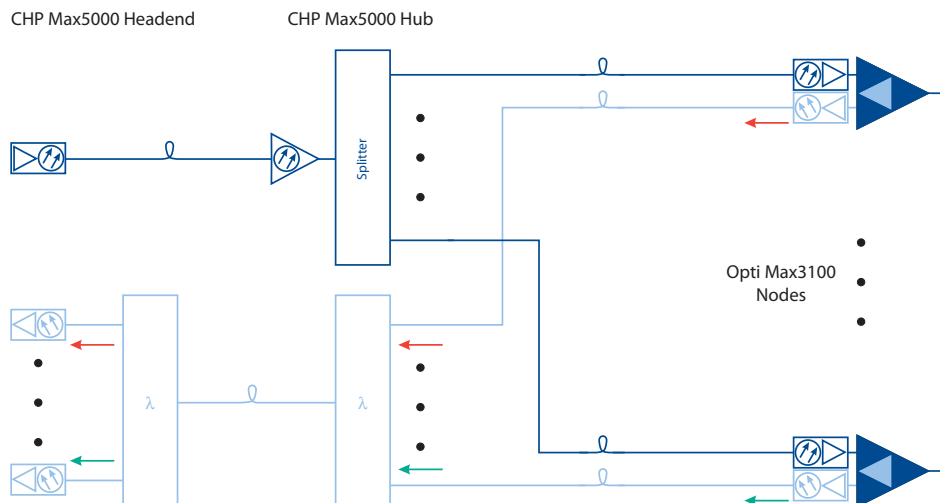 CHP Max5000 Headend
CHP Max5000 Hub
Splitter
Opti Max3100
Nodes
λ
λ